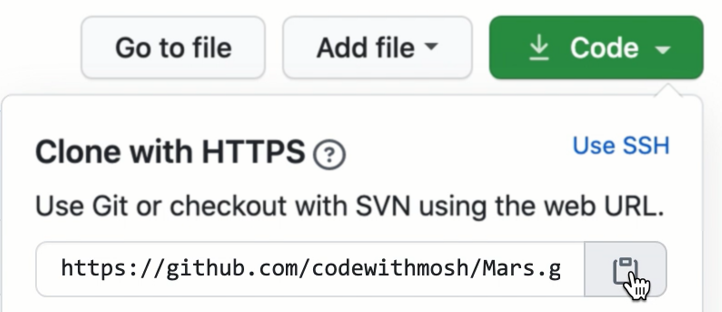 Go to file
Add file
Code
Clone with HTTPS ?
Use SSH
Use Git or checkout with SVN using the web URL.
https://github.com/codewithmosh/Mars.g